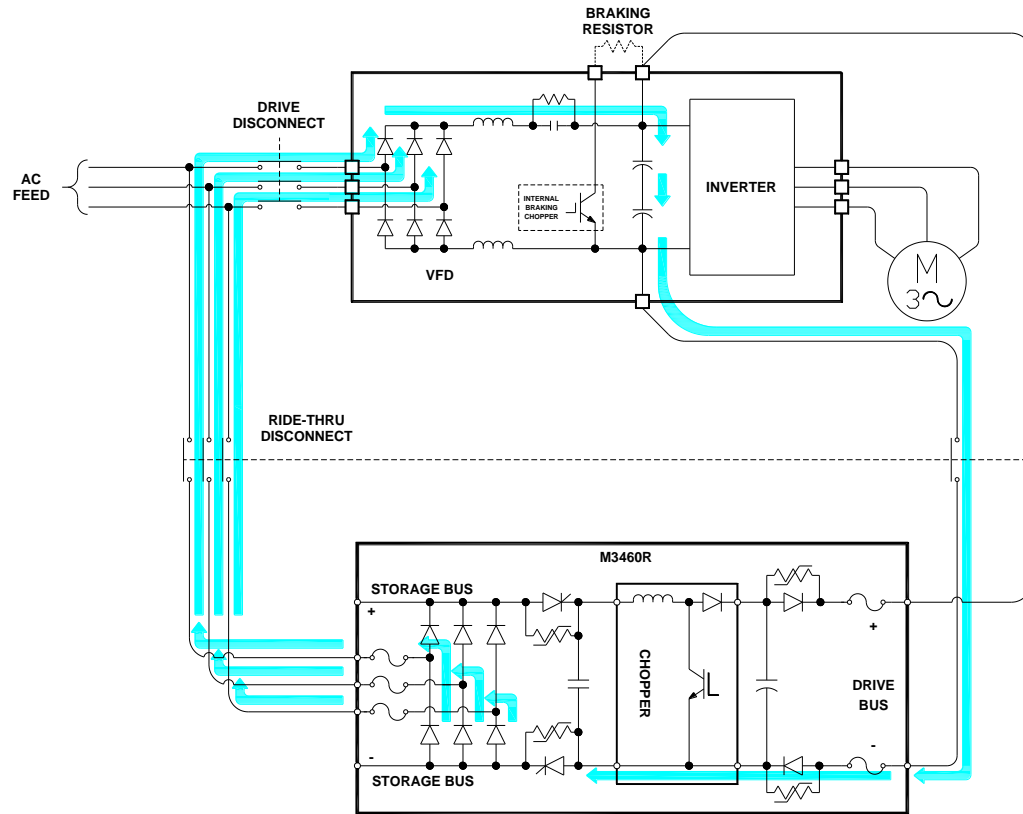 BRAKING
RESISTOR
DRIVE
DISCONNECT
AC
FEED
INTERNAL
BRAKING
CHOPPER
INVERTER
VFD
M
3
RIDE-THRU
DISCONNECT
M3460R
STORAGE BUS
+
+
CHOPPER
DRIVE
BUS
-
-
STORAGE BUS